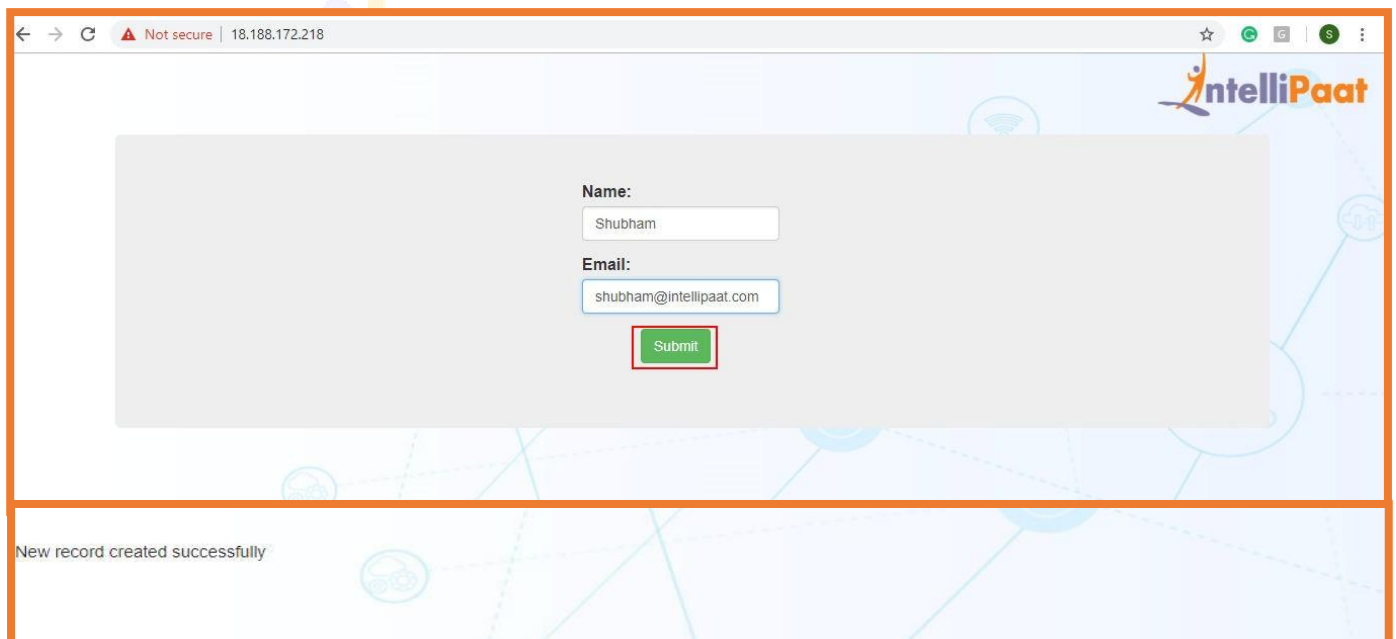 Not secure | 18.188.172.218
G G S
IntelliPaat
Name:
Shubham
Email:
shubham@intellipaat.com
Submit
New record created successfully